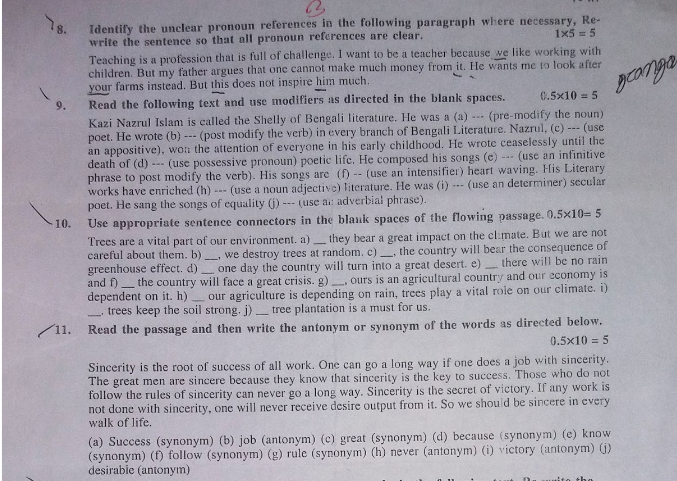 8. Identify the unclear pronoun references in the following paragraph where necessary, Re-
write the sentence so that all pronoun references are clear. 1x5 = 5
Teaching is a profession that is full of challenge. I want to be a teacher because we like working with
children. But my father argues that one cannot make much money from it. He wants me to look after
your farms instead. But this does not inspire him much.
9. Read the following text and use modifiers as directed in the blank spaces. 0.5x10 = 5
Kazi Nazrul Islam is called the Shelly of Bengali literature. He was a (a) --- (pre-modify the noun)
poet. He wrote (b) --- (post modify the verb) in every branch of Bengali Literature. Nazrul, (c) --- (use
an appositive), won the attention of everyone in his early childhood. He wrote ceaselessly until the
death of (d) --- (use possessive pronoun) poetic life. He composed his songs (e) --- (use an infinitive
phrase to post modify the verb). His songs are (f) -- (use an intensifier) heart waving. His Literary
works have enriched (h) --- (use a noun adjective) literature. He was (i) --- (use an determiner) secular
poet. He sang the songs of equality (j) --- (use an adverbial phrase).
10. Use appropriate sentence connectors in the blank spaces of the flowing passage. 0.5x10= 5
Trees are a vital part of our environment. a) __ they bear a great impact on the climate. But we are not
careful about them. b) __, we destroy trees at random. c) __, the country will bear the consequence of
greenhouse effect. d) __ one day the country will turn into a great desert. e) __ there will be no rain
and f) __ the country will face a great crisis. g) __, ours is an agricultural country and our economy is
dependent on it. h) __ our agriculture is depending on rain, trees play a vital role on our climate. i)
__. trees keep the soil strong. j) __ tree plantation is a must for us.
11. Read the passage and then write the antonym or synonym of the words as directed below.
0.5x10 = 5
Sincerity is the root of success of all work. One can go a long way if one does a job with sincerity.
The great men are sincere because they know that sincerity is the key to success. Those who do not
follow the rules of sincerity can never go a long way. Sincerity is the secret of victory. If any work is
not done with sincerity, one will never receive desire output from it. So we should be sincere in every
walk of life.
(a) Success (synonym) (b) job (antonym) (c) great (synonym) (d) because (synonym) (e) know
(synonym) (f) follow (synonym) (g) rule (synonym) (h) never (antonym) (i) victory (antonym) (j)
desirable (antonym)